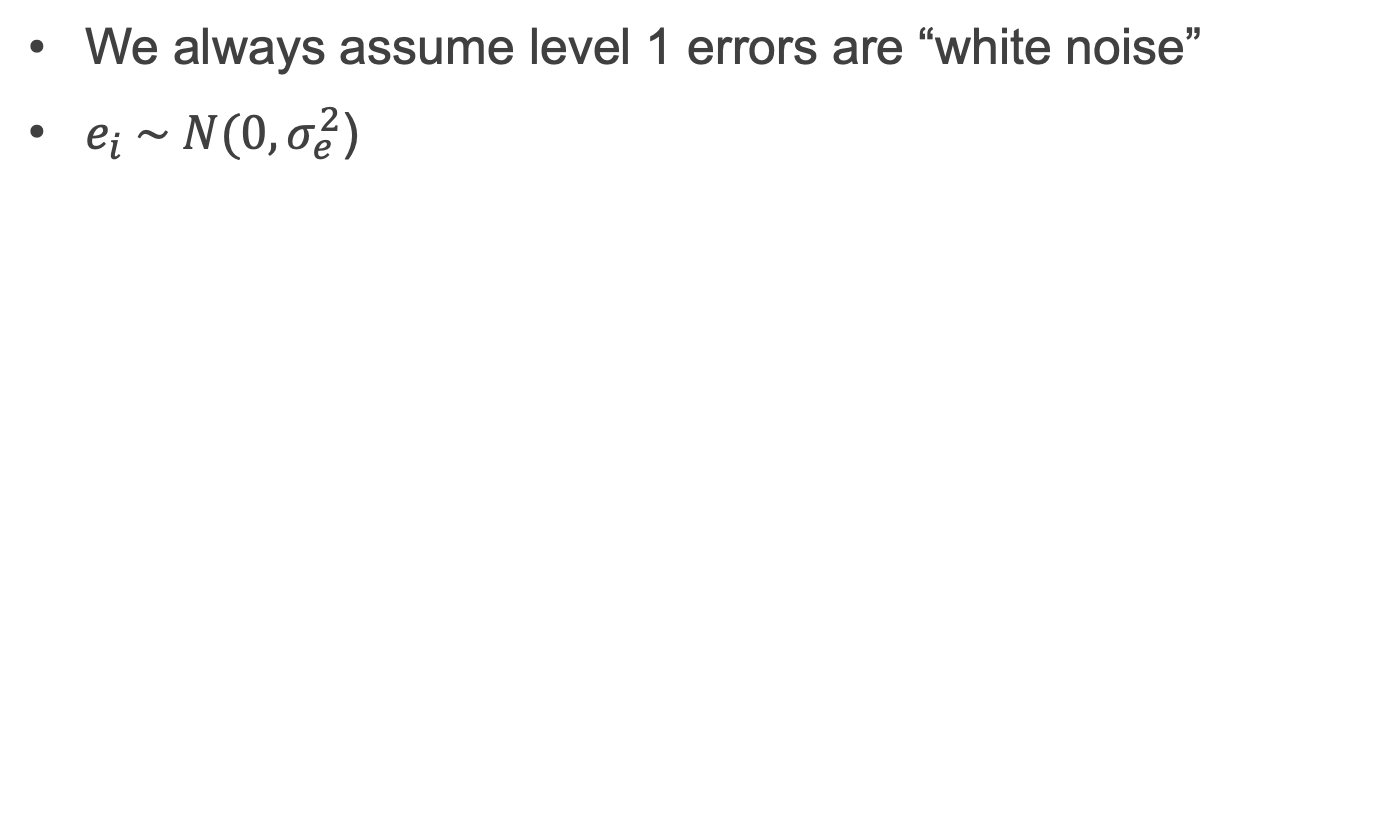 • We always assume level 1 errors are “white noise”
• 𝑒ᵢ ~ 𝑁(0, 𝜎ₑ²)